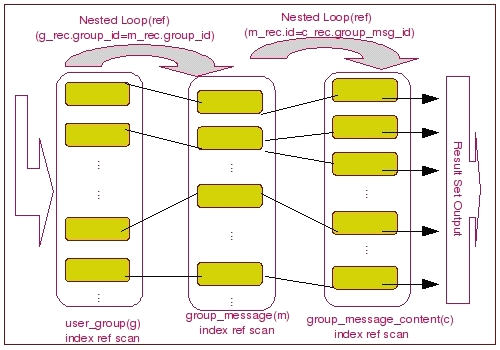 Nested Loop(ref)
(g_rec.group_id=m_rec.group_id)
Nested Loop(ref)
(m_rec.id=c_rec.group_msg_id)
Result Set Output
user_group(g)
index ref scan
group_message(m)
index ref scan
group_message_content(c)
index ref scan